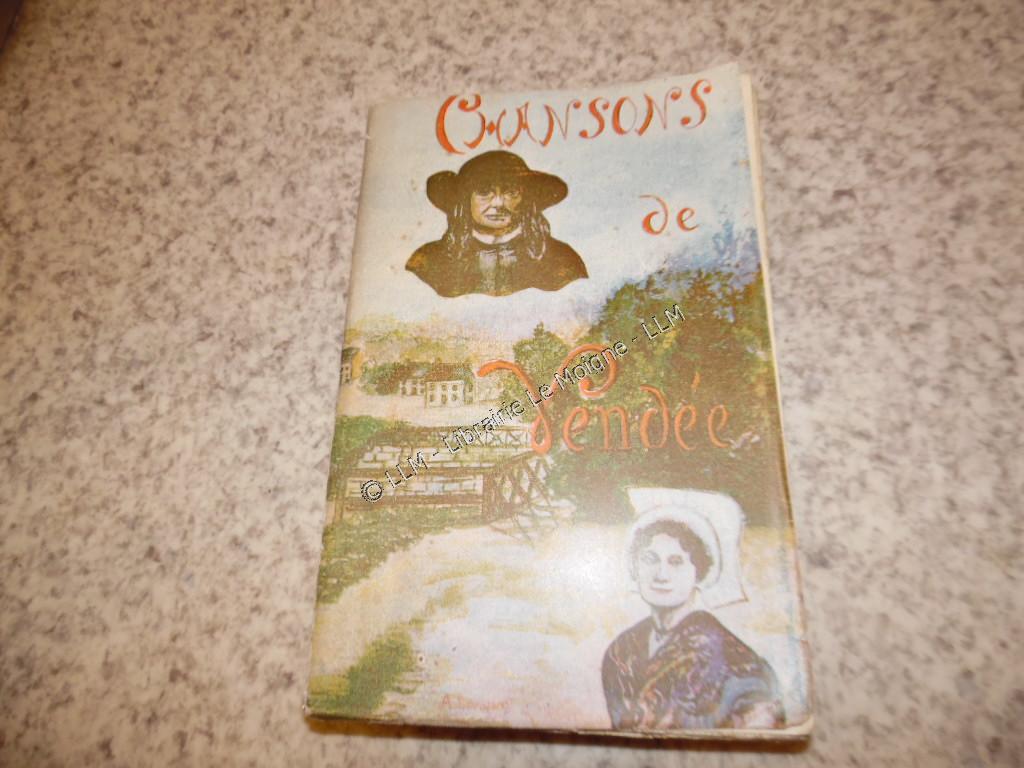 CHANSONS
de
Vendée
© LLM - Librairie Le Moigne - LLM